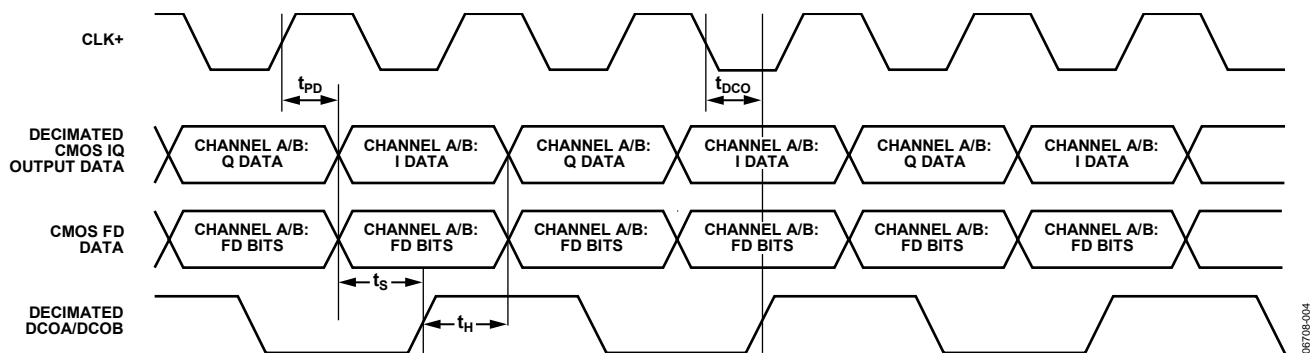 CLK+
tPD
tDCO
DECIMATED
CMOS IQ
OUTPUT DATA
CHANNEL A/B:
Q DATA
CHANNEL A/B:
I DATA
CHANNEL A/B:
Q DATA
CHANNEL A/B:
I DATA
CHANNEL A/B:
Q DATA
CHANNEL A/B:
I DATA
CMOS FD
DATA
CHANNEL A/B:
FD BITS
CHANNEL A/B:
FD BITS
CHANNEL A/B:
FD BITS
CHANNEL A/B:
FD BITS
CHANNEL A/B:
FD BITS
CHANNEL A/B:
FD BITS
tS
tH
DECIMATED
DCOA/DCOB
06708-004